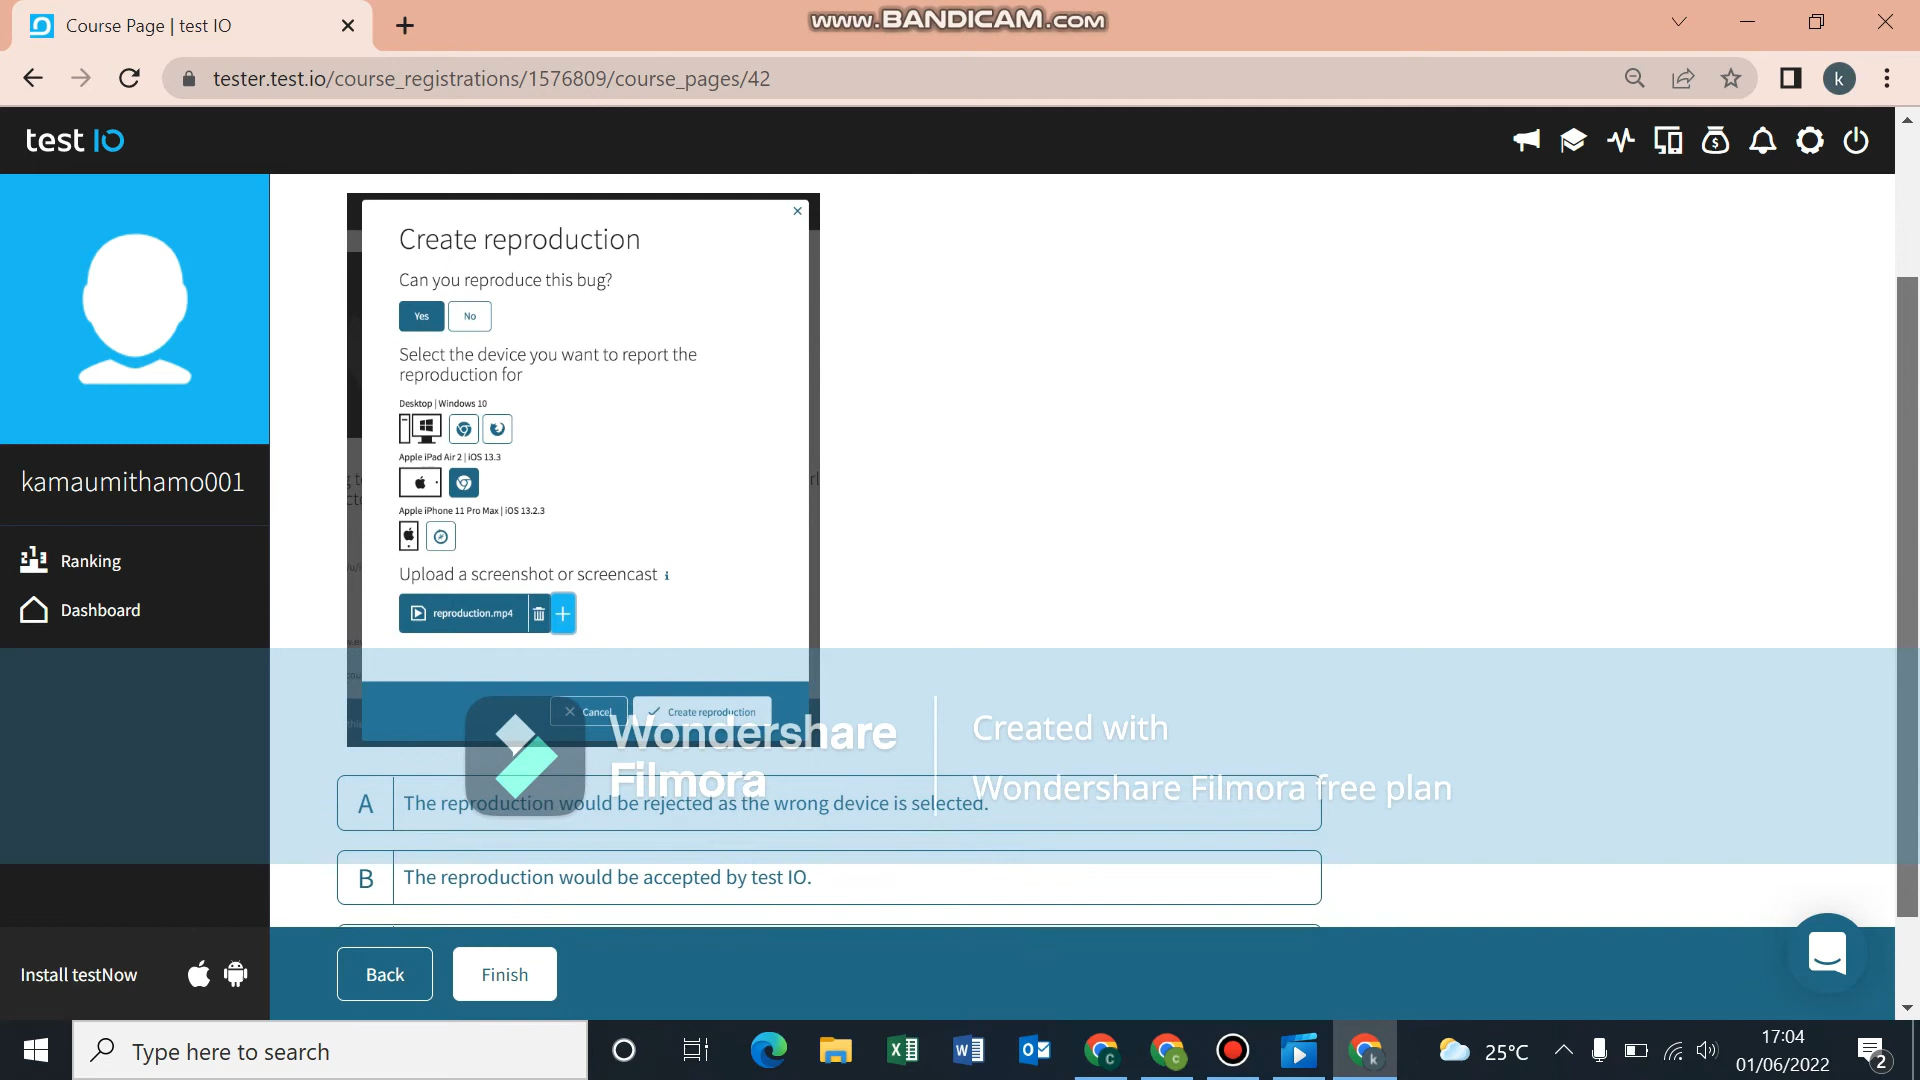 Course Page | test IO
www.BANDICAM.com
tester.test.io/course_registrations/1576809/course_pages/42
k
test IO
Create reproduction
Can you reproduce this bug?
Yes
No
Select the device you want to report the
reproduction for
Desktop | Windows 10
Apple iPad Air 2 | iOS 13.3
Apple iPhone 11 Pro Max | iOS 13.2.3
Upload a screenshot or screencast
reproduction.mp4
Cancel
Create reproduction
kamaumithamo001
Ranking
Dashboard
Wondershare
Filmora
Created with
Wondershare Filmora free plan
A
The reproduction would be rejected as the wrong device is selected.
B
The reproduction would be accepted by test IO.
Install testNow
Back
Finish
Type here to search
25°C
17:04
01/06/2022
2